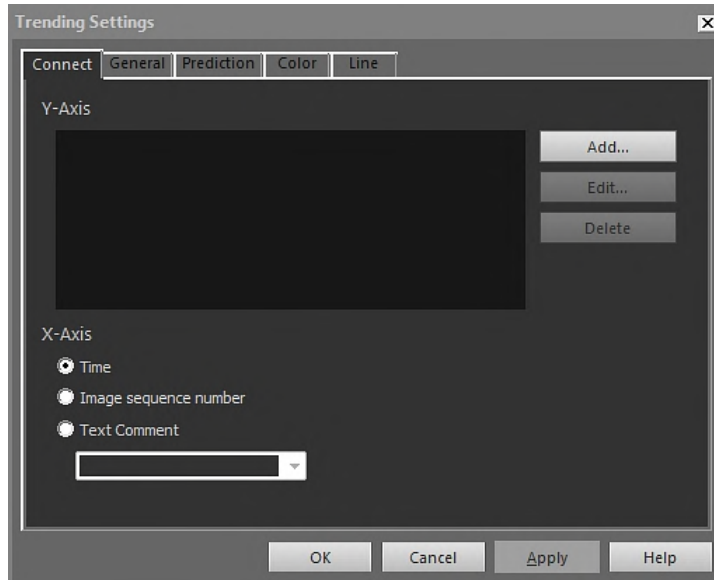 Trending Settings
Connect General Prediction Color Line
Y-Axis
Add...
Edit...
Delete
X-Axis
Time
Image sequence number
Text Comment
OK Cancel Apply Help